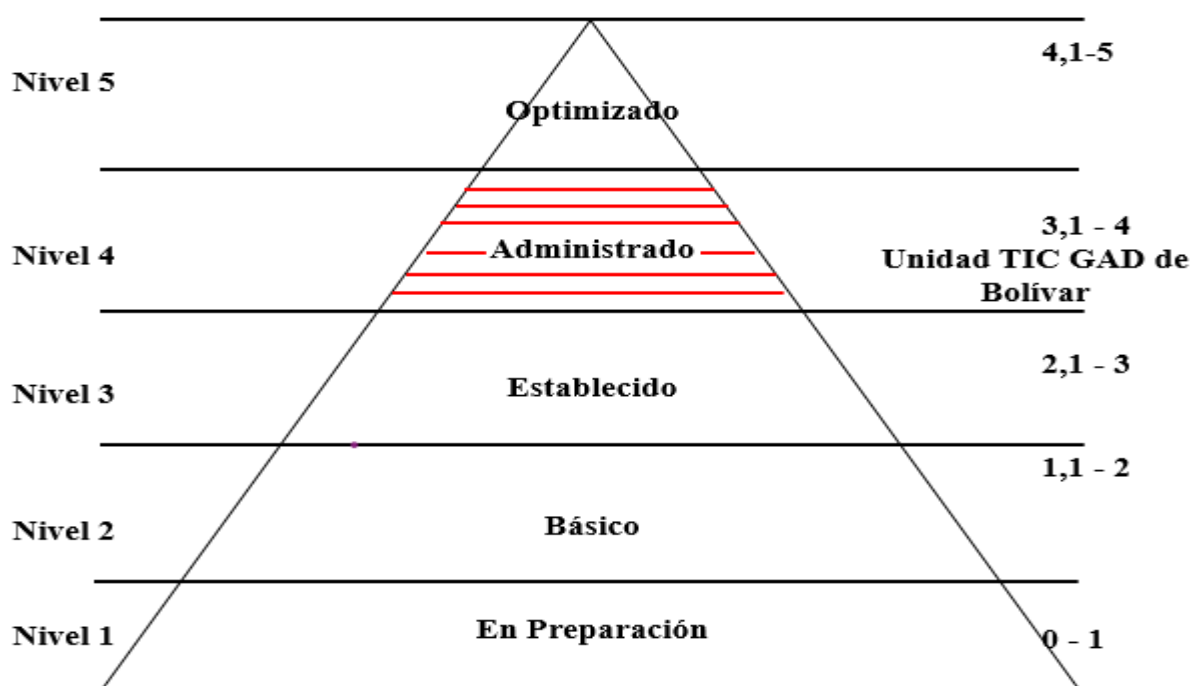 4,1-5
Nivel 5
Optimizado
3,1 - 4
Nivel 4
Administrado
Unidad TIC GAD de
Bolívar
2,1 - 3
Nivel 3
Establecido
1,1 - 2
Nivel 2
Básico
Nivel 1
En Preparación
0 - 1